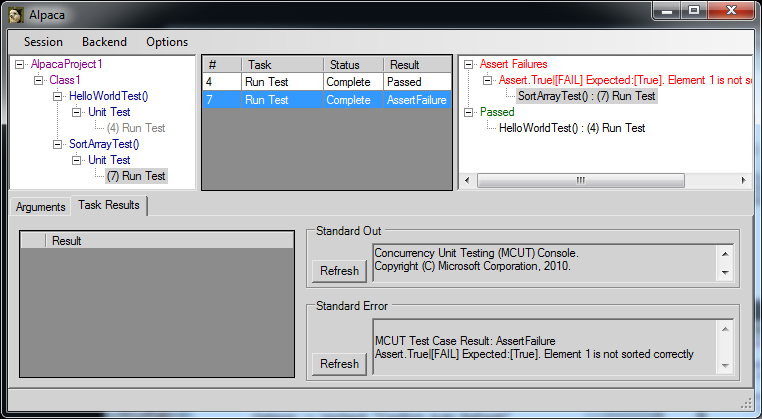 Alpaca
Session Backend Options
AlpacaProject1
Class1
HelloWorldTest()
Unit Test
(4) Run Test
SortArrayTest()
Unit Test
(7) Run Test
# Task Status Result
4 Run Test Complete Passed
7 Run Test Complete AssertFailure
Assert Failures
Assert.True|[FAIL] Expected:[True]. Element 1 is not
SortArrayTest() : (7) Run Test
Passed
HelloWorldTest() : (4) Run Test
Arguments Task Results
Result
Standard Out
Refresh
Concurrency Unit Testing (MCUT) Console.
Copyright (C) Microsoft Corporation, 2010.
Standard Error
Refresh
MCUT Test Case Result: AssertFailure
Assert.True|[FAIL] Expected:[True]. Element 1 is not sorted correctly